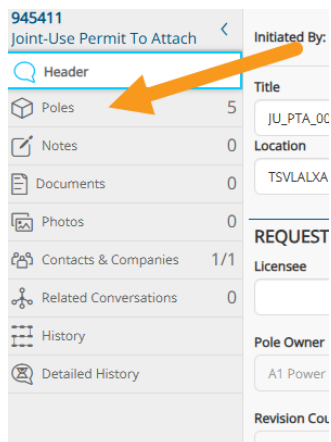 945411
Joint-Use Permit To Attach
Header
Poles 5
Notes 0
Documents 0
Photos 0
Contacts & Companies 1/1
Related Conversations 0
History
Detailed History
Initiated By:
Title
JU_PTA_00
Location
TSVLALXA
REQUEST
Licensee
Pole Owner
A1 Power
Revision Cou